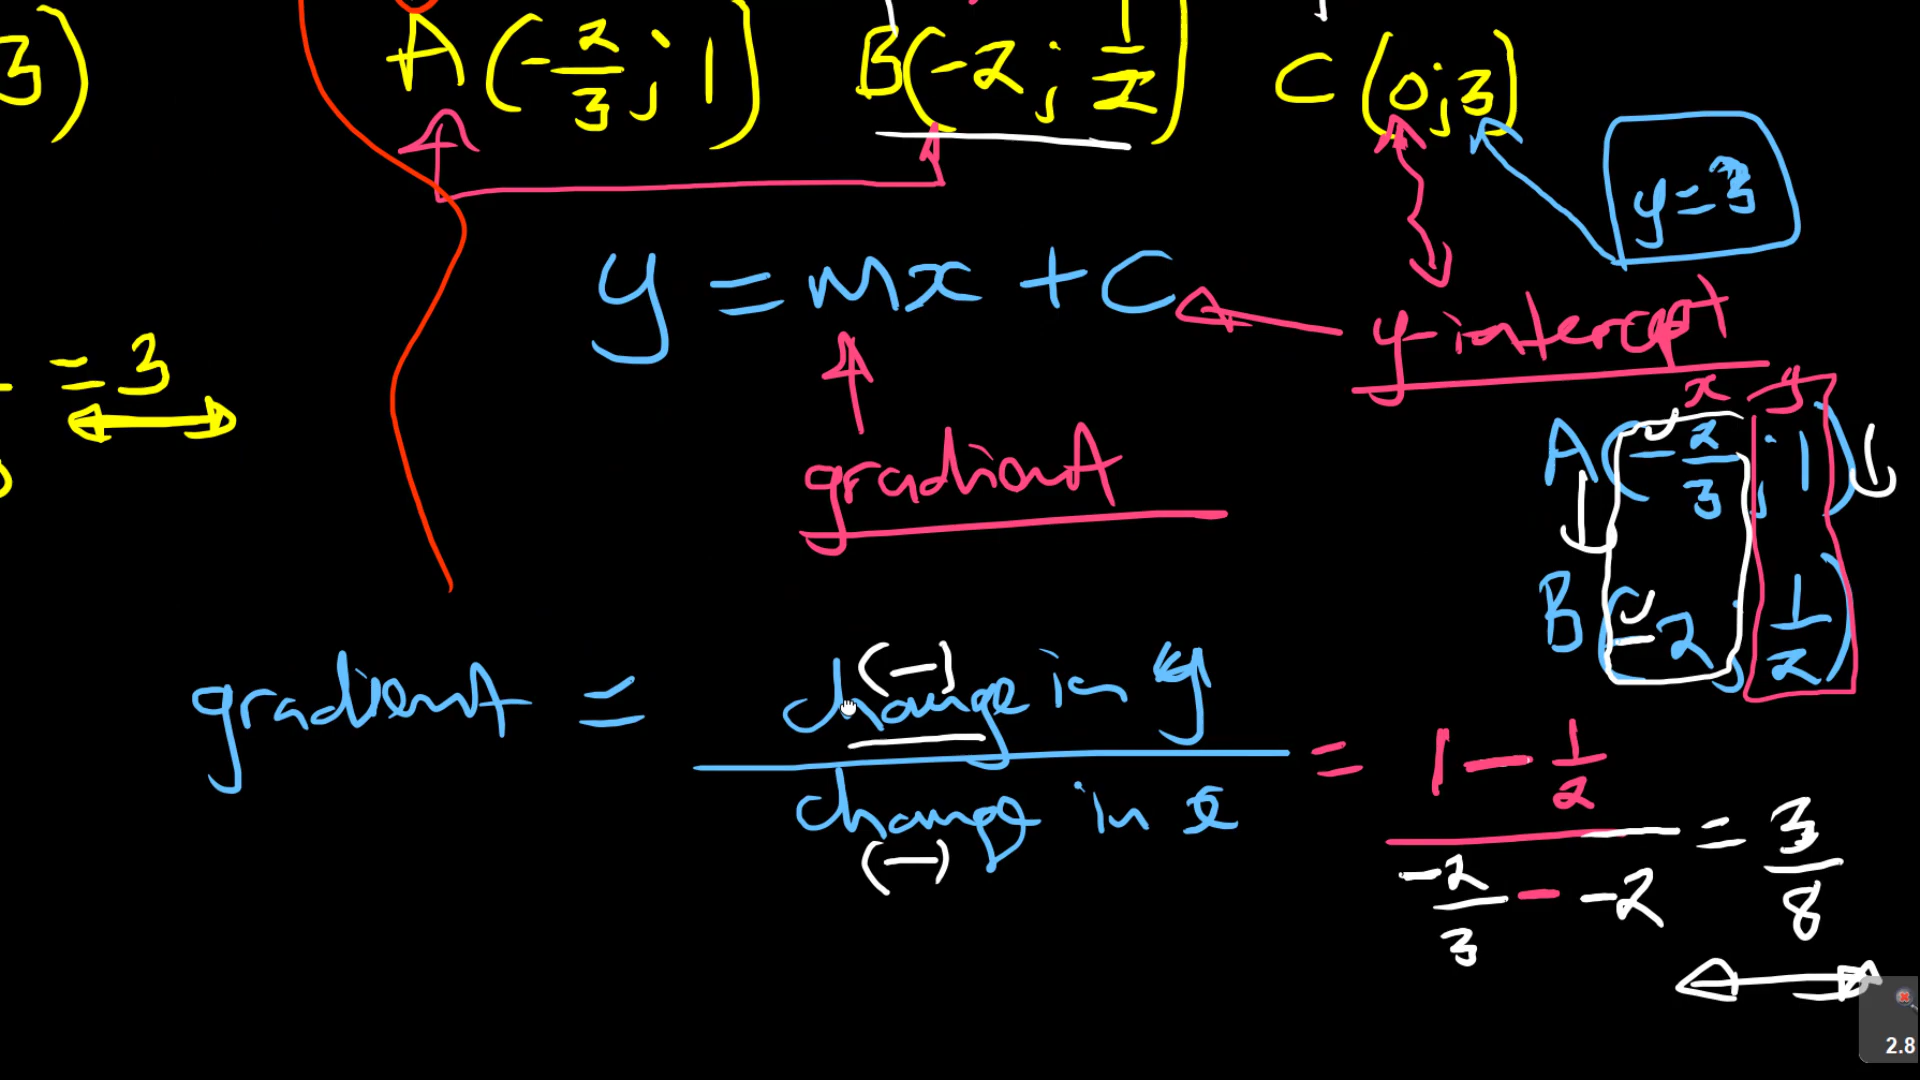 3)
A(-2/3 ; 1) B(-2 ; 1/2) C(0 ; 3)
y = 3
y = mx + c
y-intercept
= 3
gradient
x y
A(-2/3 ; 1)
B(-2 ; 1/2)
gradient = change in y / change in x = (1 - 1/2) / (-2/3 - -2) = 3/8
(-)
(-)
2.8